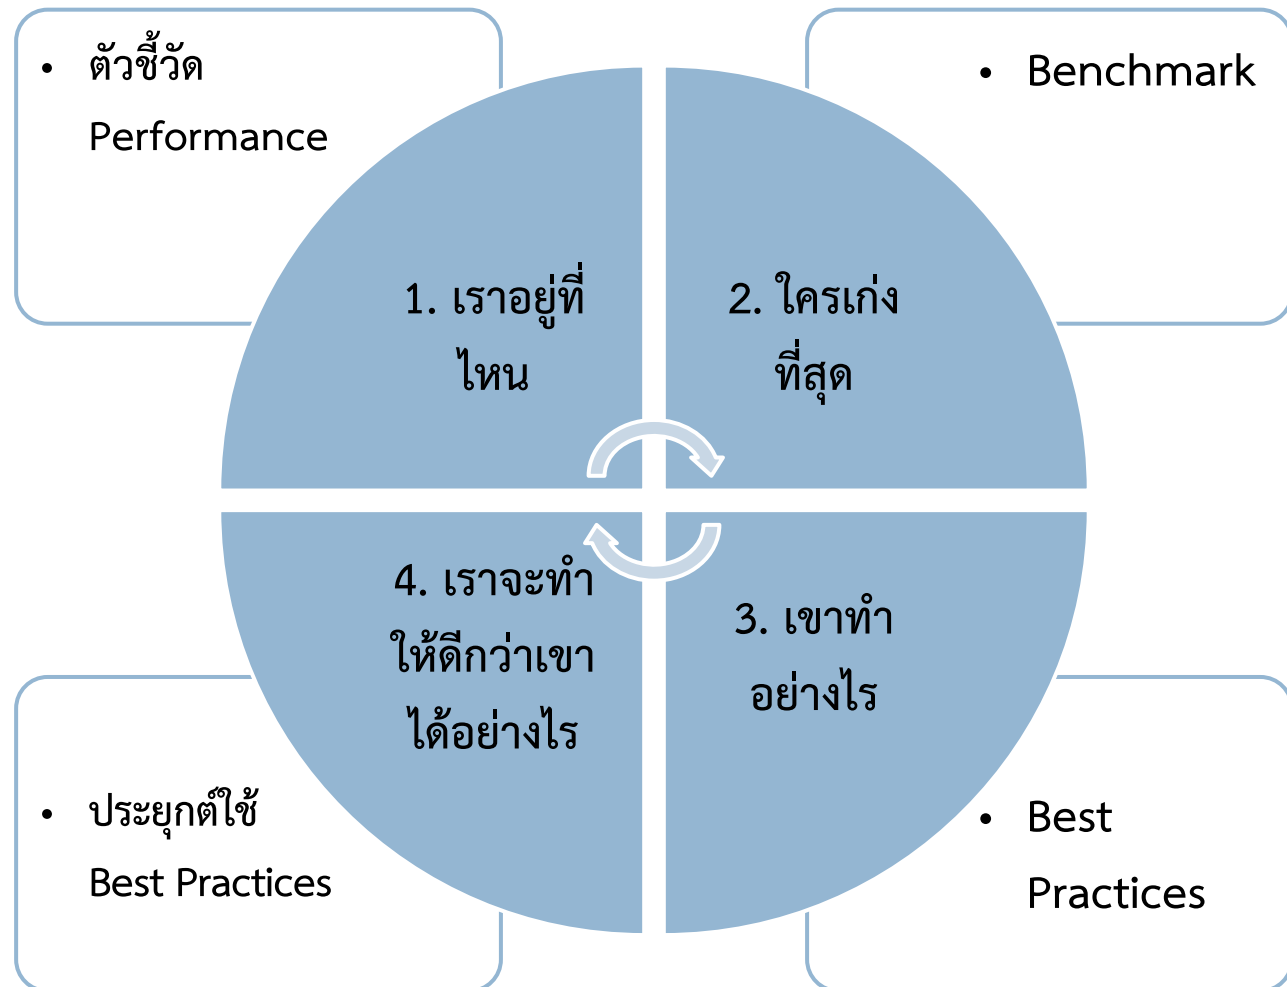 • ตัวชี้วัด
Performance
• Benchmark
1. เราอยู่ที่
ไหน
2. ใครเก่ง
ที่สุด
3. เขาทำ
อย่างไร
4. เราจะทำ
ให้ดีกว่าเขา
ได้อย่างไร
• ประยุกต์ใช้
Best Practices
• Best
Practices